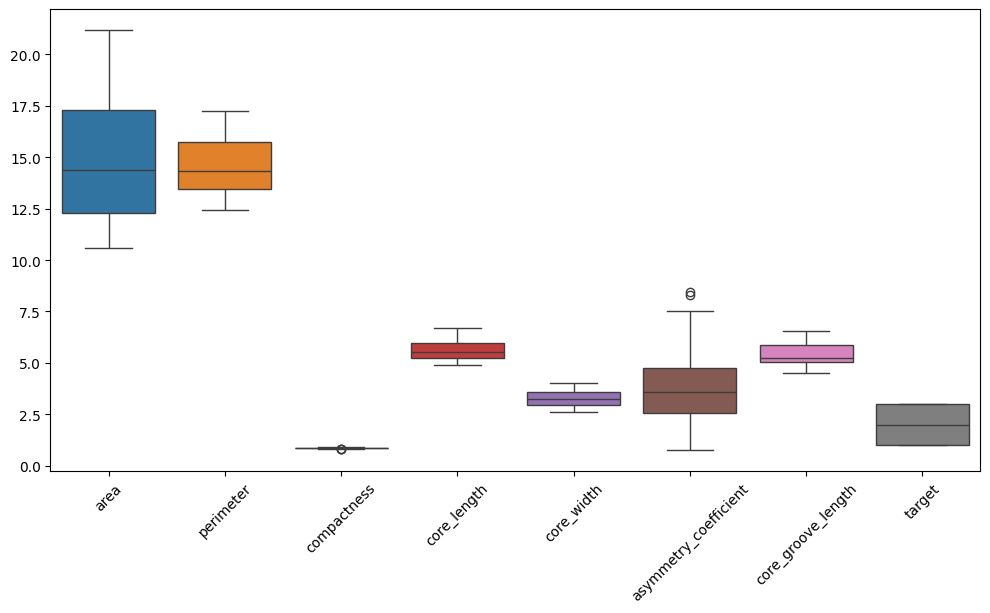 20.0
17.5
15.0
12.5
10.0
7.5
5.0
2.5
0.0
area
perimeter
compactness
core_length
core_width
asymmetry_coefficient
core_groove_length
target